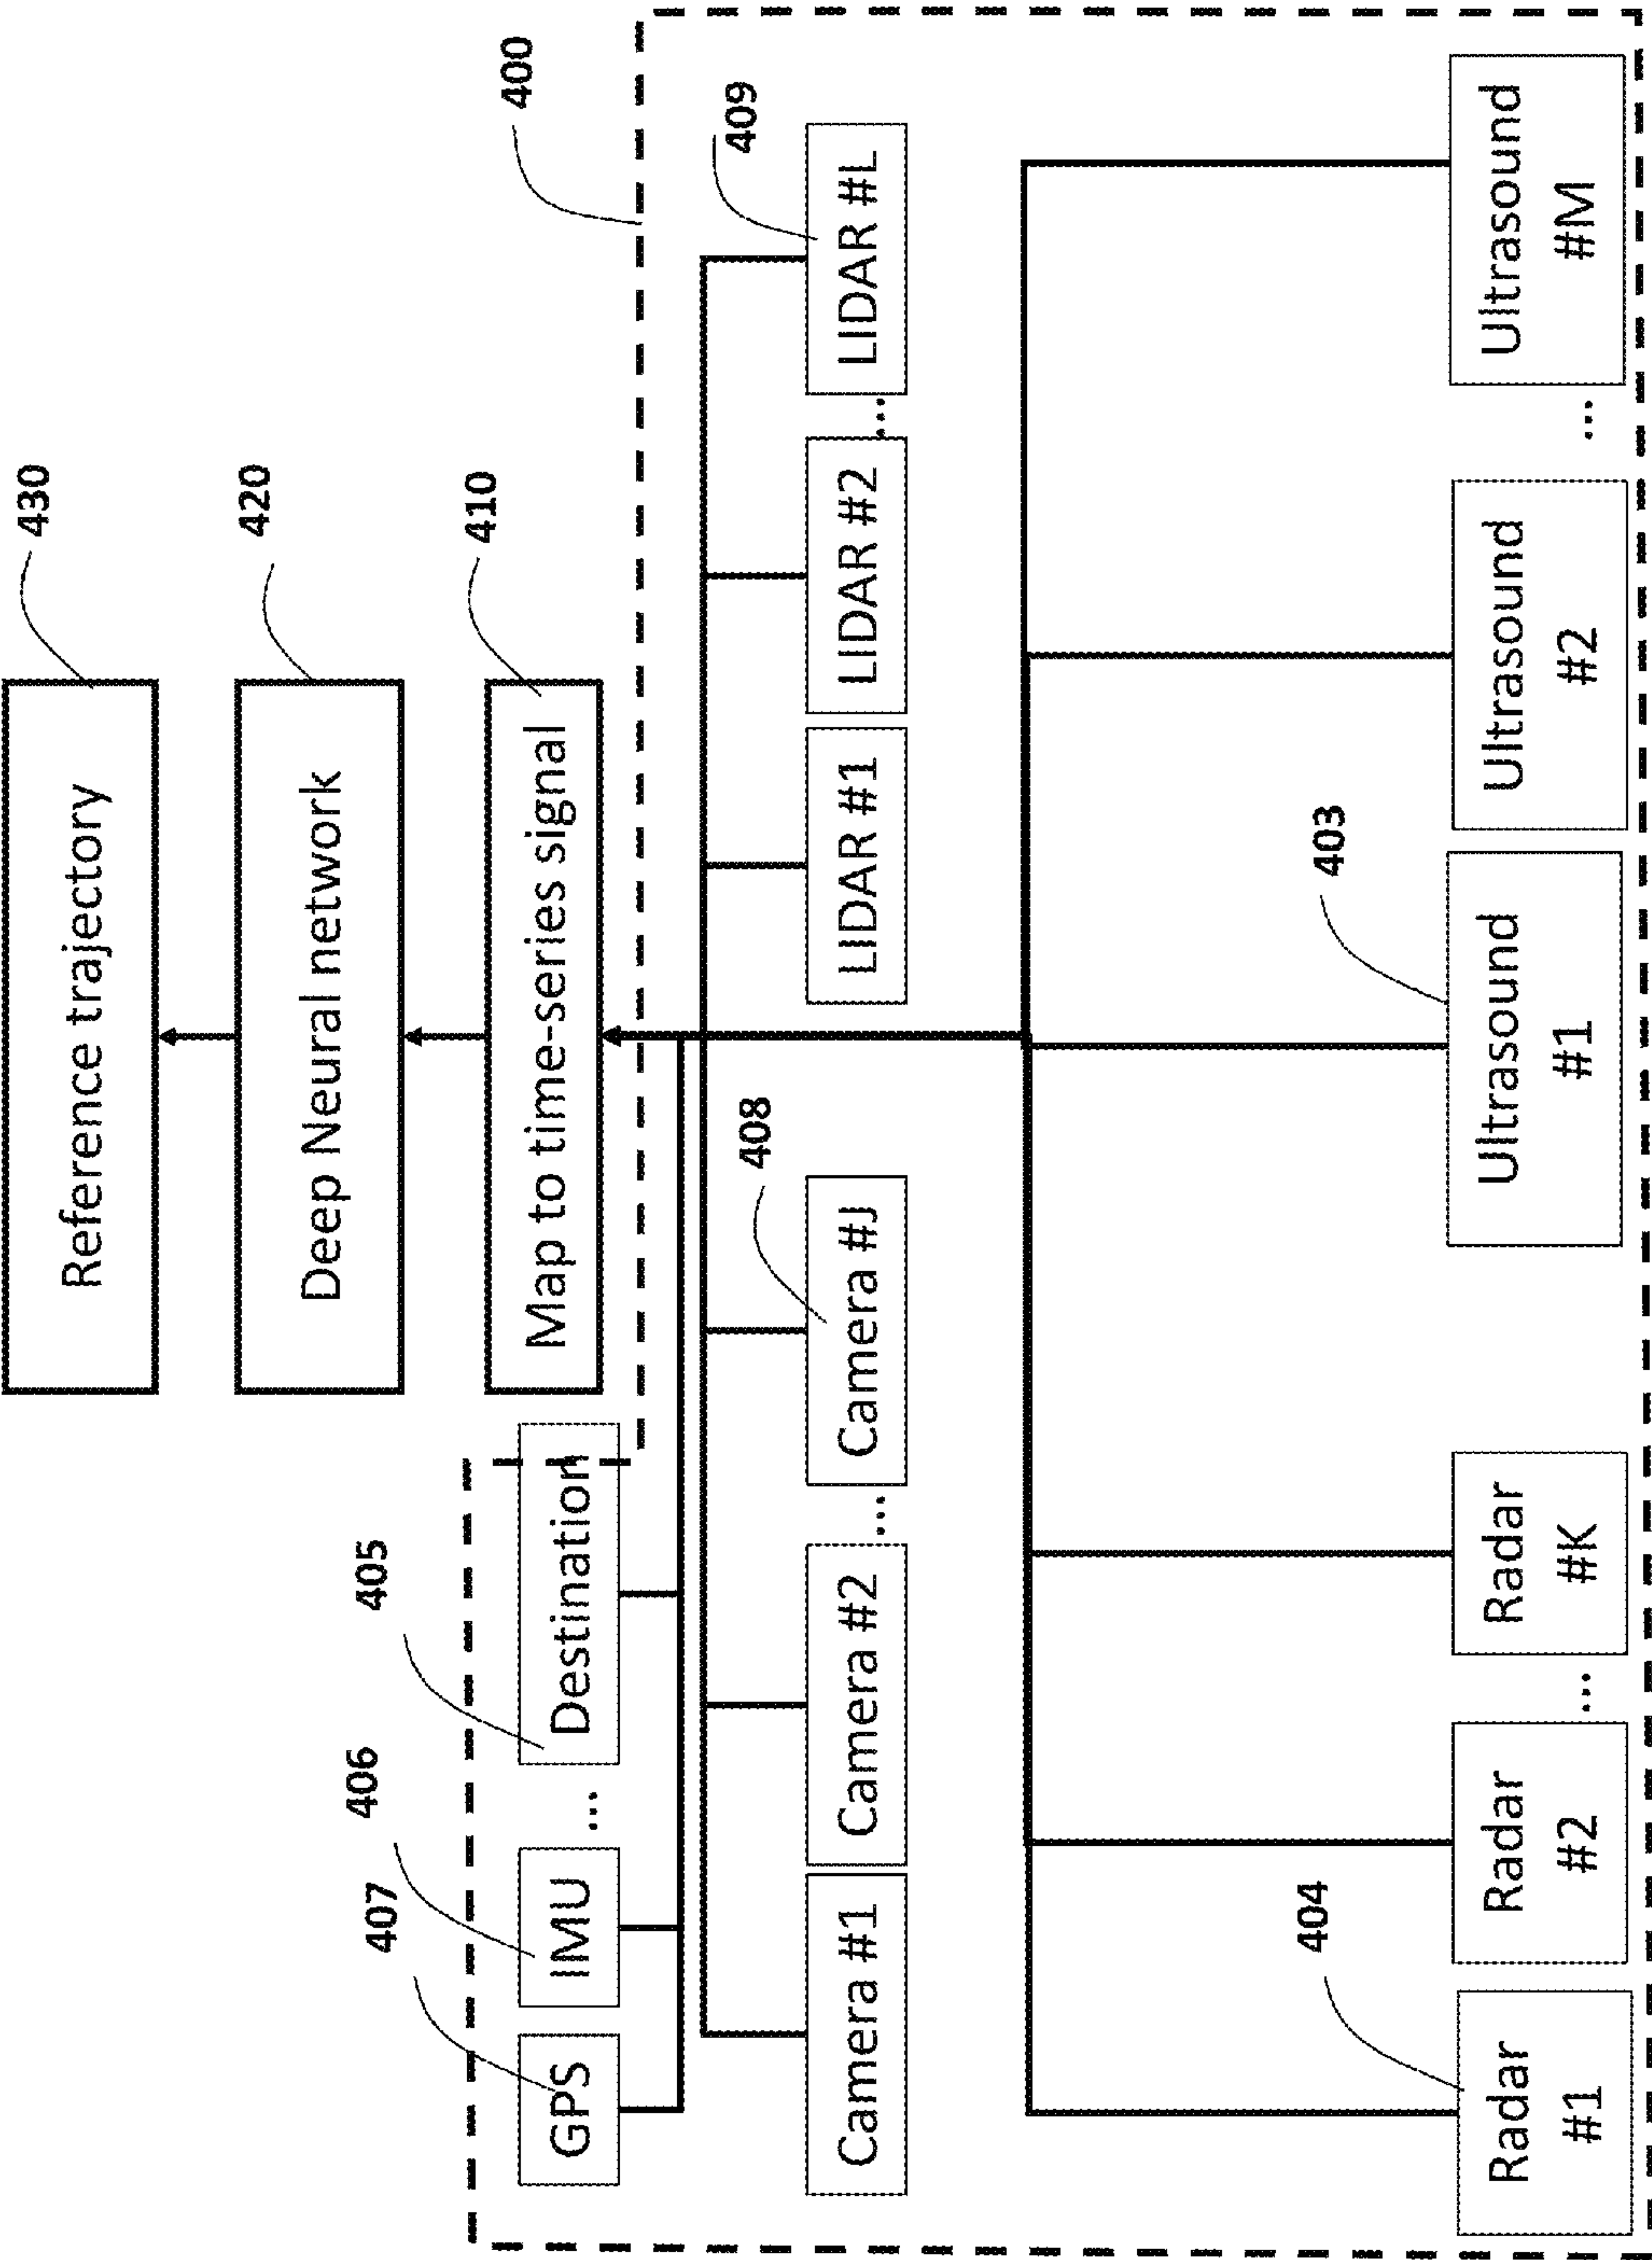 430
Reference trajectory
420
Deep Neural network
410
Map to time-series signal
400
407
406
405
GPS
IMU
...
Destination
408
409
Camera #1
Camera #2
...
Camera #J
LIDAR #1
LIDAR #2
...
LIDAR #L
404
403
Radar
#1
Radar
#2
...
Radar
#K
Ultrasound
#1
Ultrasound
#2
...
Ultrasound
#M